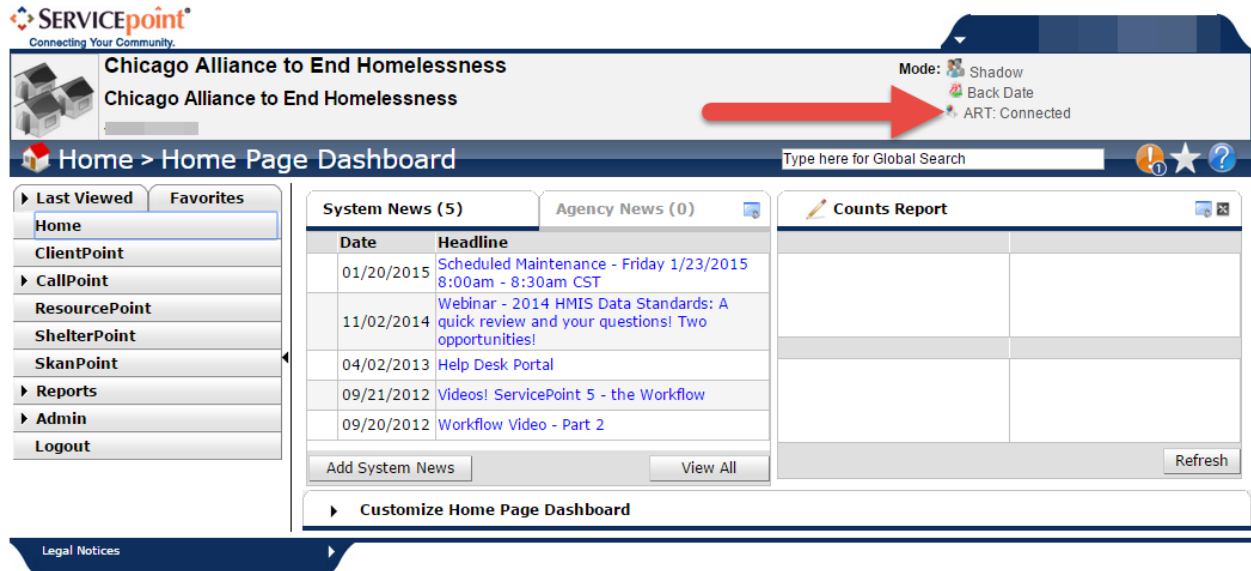 SERVICEpoint®
Connecting Your Community.
Chicago Alliance to End Homelessness
Chicago Alliance to End Homelessness
Mode: Shadow
Back Date
ART: Connected
Home > Home Page Dashboard
Type here for Global Search
1
?
Last Viewed Favorites
Home
ClientPoint
CallPoint
ResourcePoint
ShelterPoint
SkanPoint
Reports
Admin
Logout
System News (5) Agency News (0)
Date Headline
01/20/2015 Scheduled Maintenance - Friday 1/23/2015
8:00am - 8:30am CST
Webinar - 2014 HMIS Data Standards: A
11/02/2014 quick review and your questions! Two
opportunities!
04/02/2013 Help Desk Portal
09/21/2012 Videos! ServicePoint 5 - the Workflow
09/20/2012 Workflow Video - Part 2
Add System News View All
Counts Report
Refresh
Customize Home Page Dashboard
Legal Notices